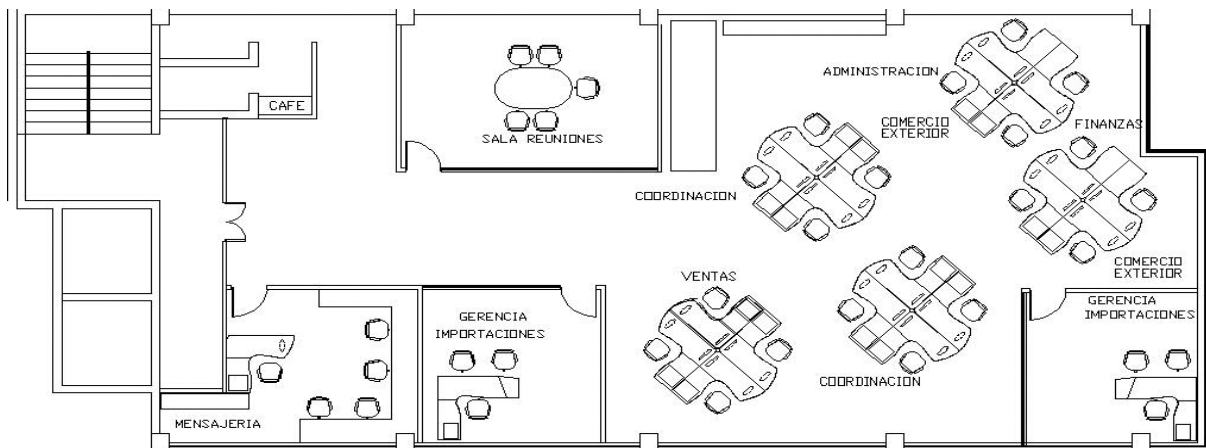 CAFE
SALA REUNIONES
ADMINISTRACION
COMERCIO
EXTERIOR
FINANZAS
COORDINACION
COMERCIO
EXTERIOR
VENTAS
GERENCIA
IMPORTACIONES
GERENCIA
IMPORTACIONES
COORDINACION
MENSAJERIA